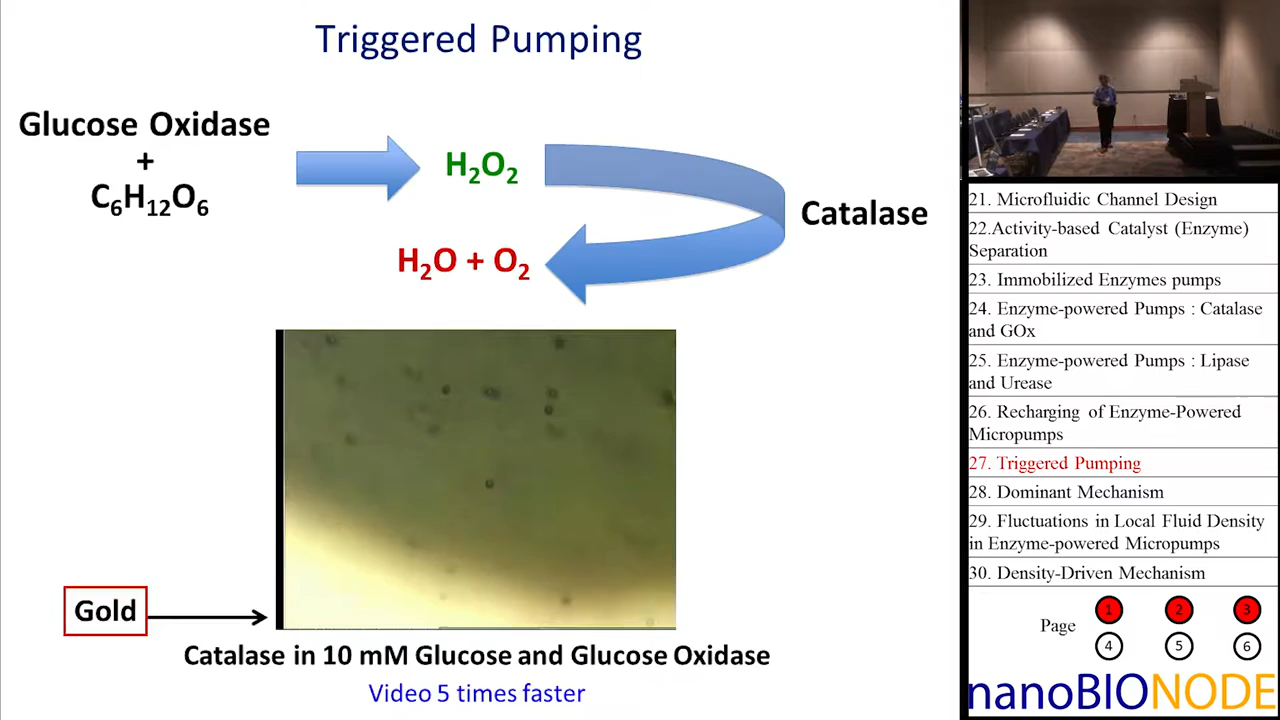 Triggered Pumping
Glucose Oxidase
+
C₆H₁₂O₆
H₂O₂
Catalase
H₂O + O₂
Gold
Catalase in 10 mM Glucose and Glucose Oxidase
Video 5 times faster
21. Microfluidic Channel Design
22.Activity-based Catalyst (Enzyme)
Separation
23. Immobilized Enzymes pumps
24. Enzyme-powered Pumps : Catalase
and GOx
25. Enzyme-powered Pumps : Lipase
and Urease
26. Recharging of Enzyme-Powered
Micropumps
27. Triggered Pumping
28. Dominant Mechanism
29. Fluctuations in Local Fluid Density
in Enzyme-powered Micropumps
30. Density-Driven Mechanism
Page
1 2 3
4 5 6
nanoBIONODE